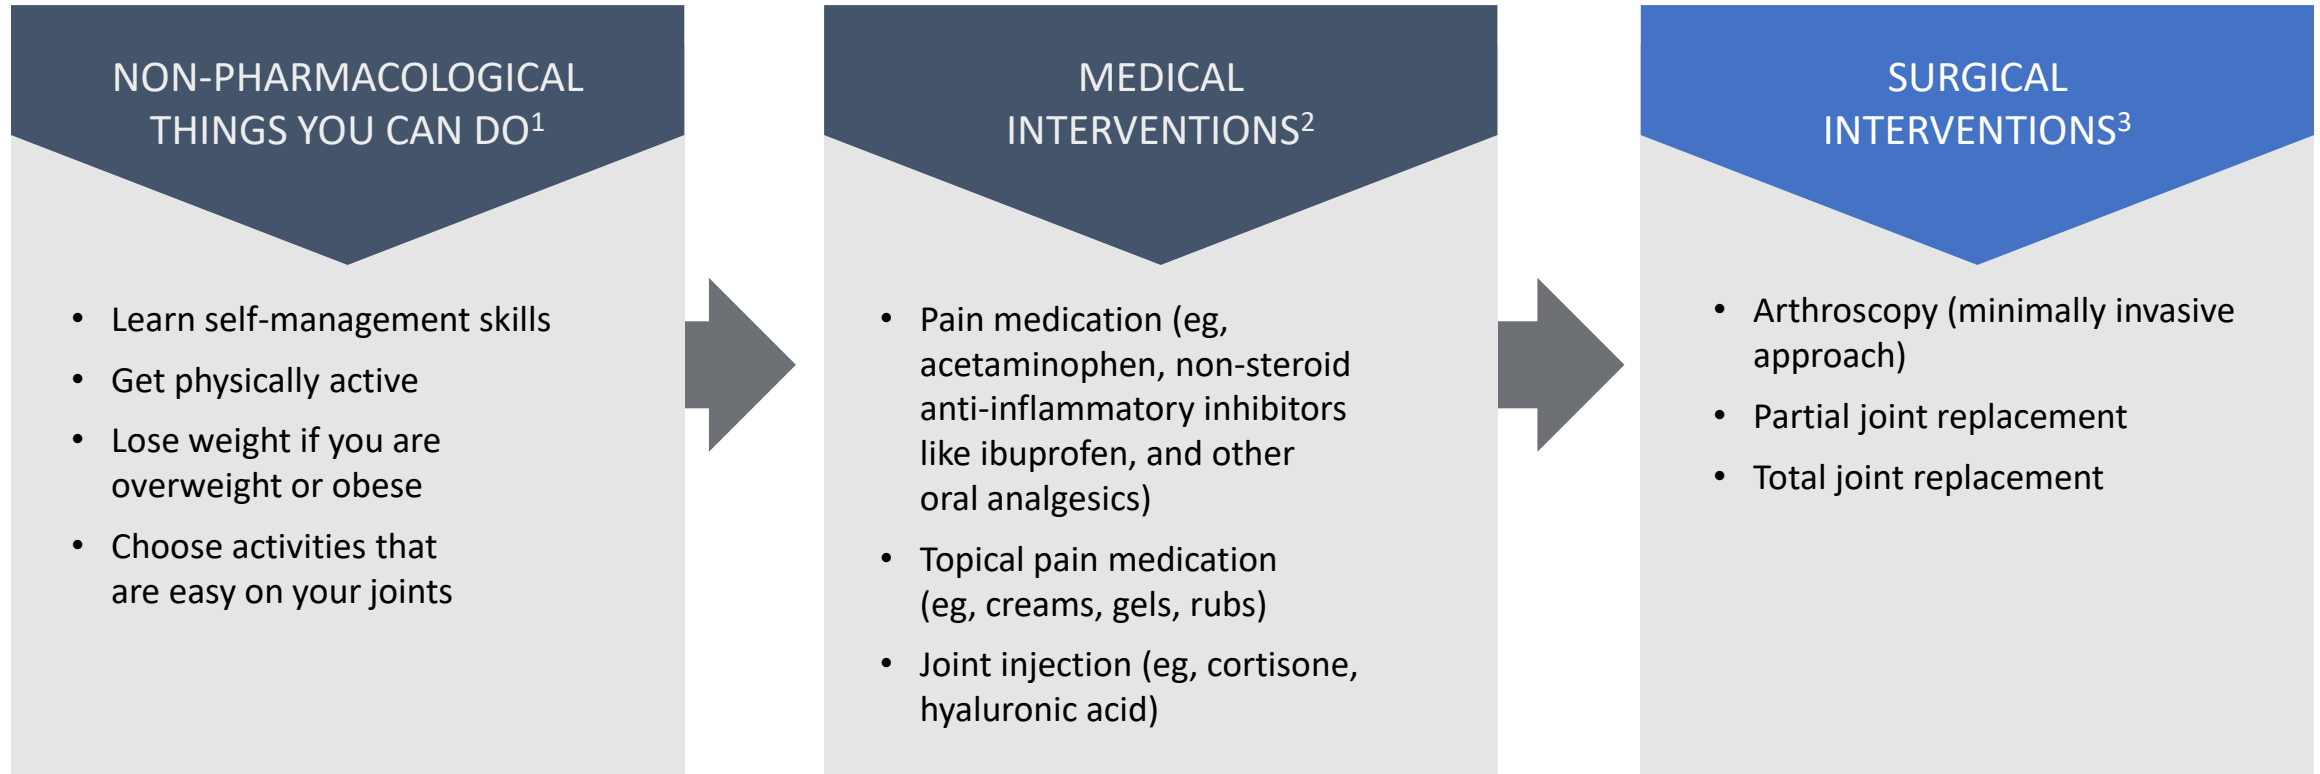 NON-PHARMACOLOGICAL
THINGS YOU CAN DO¹
• Learn self-management skills
• Get physically active
• Lose weight if you are
overweight or obese
• Choose activities that
are easy on your joints
MEDICAL
INTERVENTIONS²
• Pain medication (eg,
acetaminophen, non-steroid
anti-inflammatory inhibitors
like ibuprofen, and other
oral analgesics)
• Topical pain medication
(eg, creams, gels, rubs)
• Joint injection (eg, cortisone,
hyaluronic acid)
SURGICAL
INTERVENTIONS³
• Arthroscopy (minimally invasive
approach)
• Partial joint replacement
• Total joint replacement